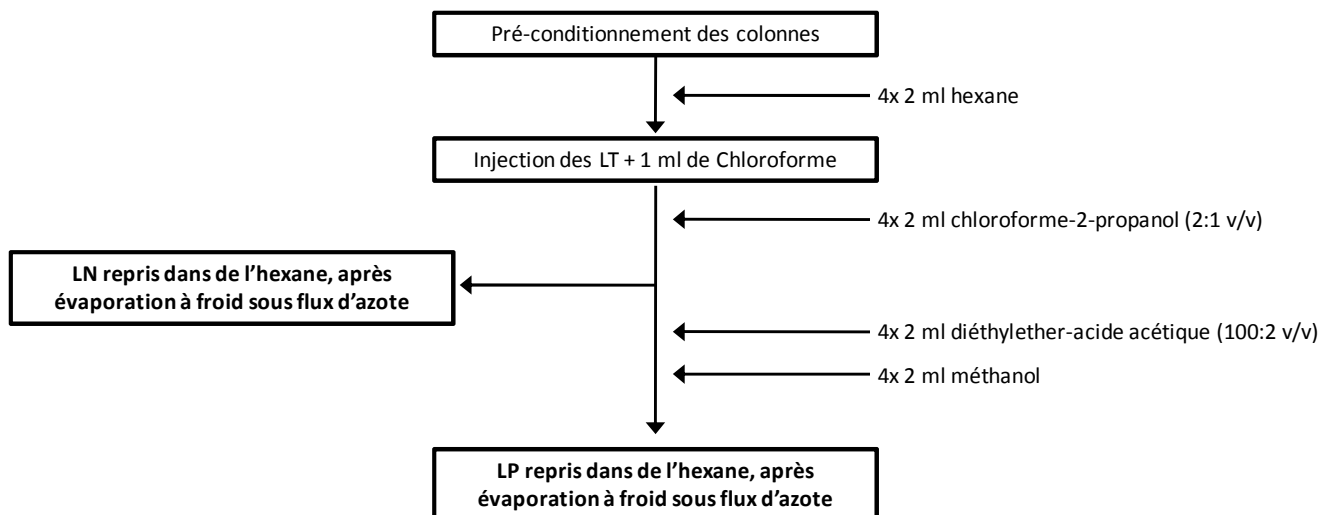 Pré-conditionnement des colonnes
4x 2 ml hexane
Injection des LT + 1 ml de Chloroforme
4x 2 ml chloroforme-2-propanol (2:1 v/v)
LN repris dans de l’hexane, après
évaporation à froid sous flux d’azote
4x 2 ml diéthylether-acide acétique (100:2 v/v)
4x 2 ml méthanol
LP repris dans de l’hexane, après
évaporation à froid sous flux d’azote